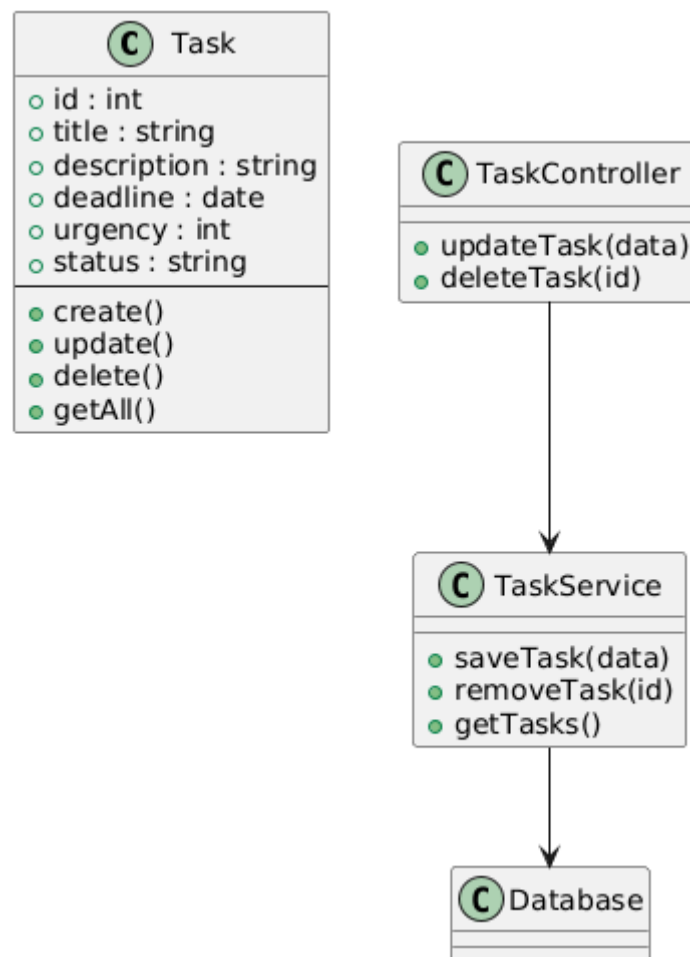 C Task
id : int
title : string
description : string
deadline : date
urgency : int
status : string
create()
update()
delete()
getAll()
C TaskController
updateTask(data)
deleteTask(id)
C TaskService
saveTask(data)
removeTask(id)
getTasks()
C Database